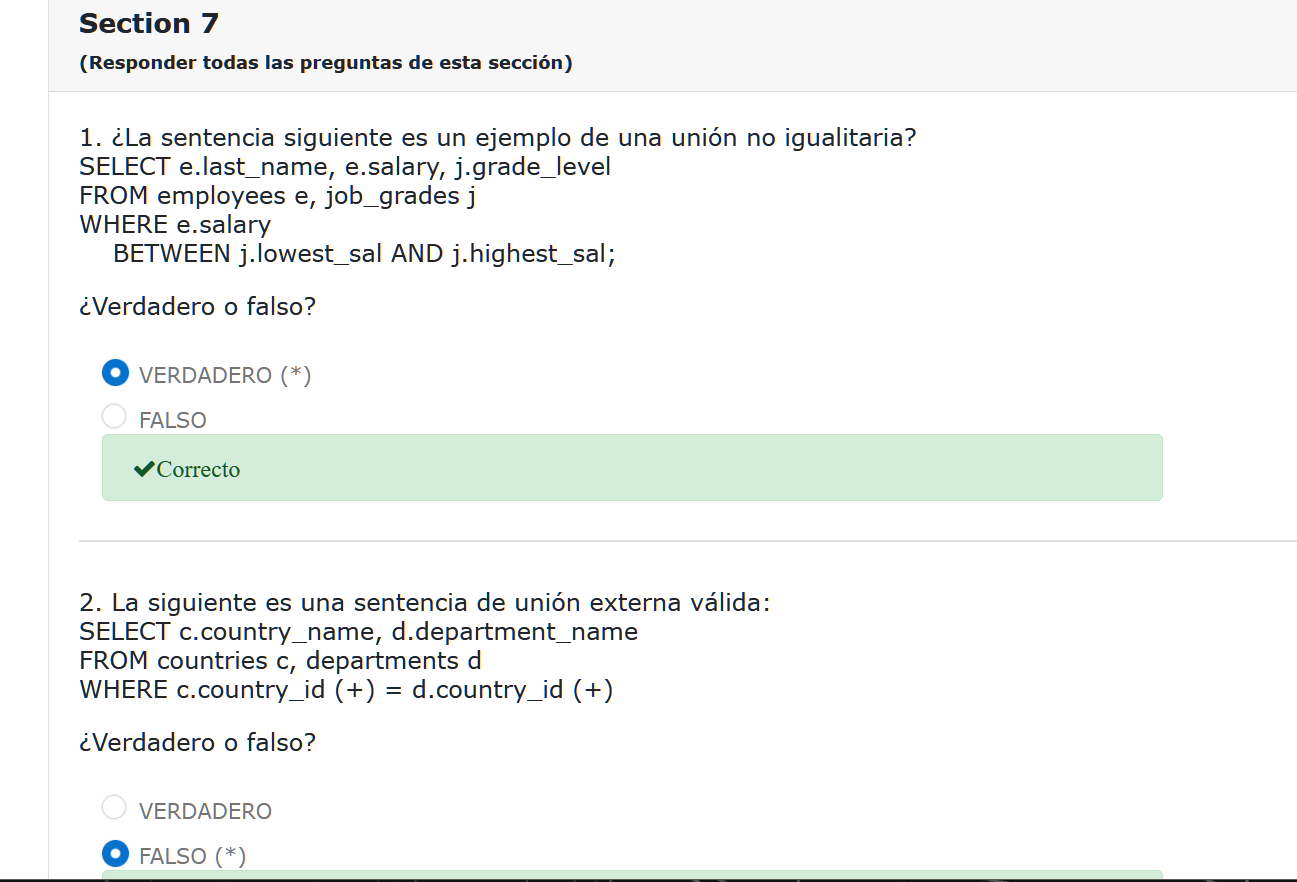 Section 7
(Responder todas las preguntas de esta sección)
1. ¿La sentencia siguiente es un ejemplo de una unión no igualitaria?
SELECT e.last_name, e.salary, j.grade_level
FROM employees e, job_grades j
WHERE e.salary
BETWEEN j.lowest_sal AND j.highest_sal;
¿Verdadero o falso?
VERDADERO (*)
FALSO
Correcto
2. La siguiente es una sentencia de unión externa válida:
SELECT c.country_name, d.department_name
FROM countries c, departments d
WHERE c.country_id (+) = d.country_id (+)
¿Verdadero o falso?
VERDADERO
FALSO (*)